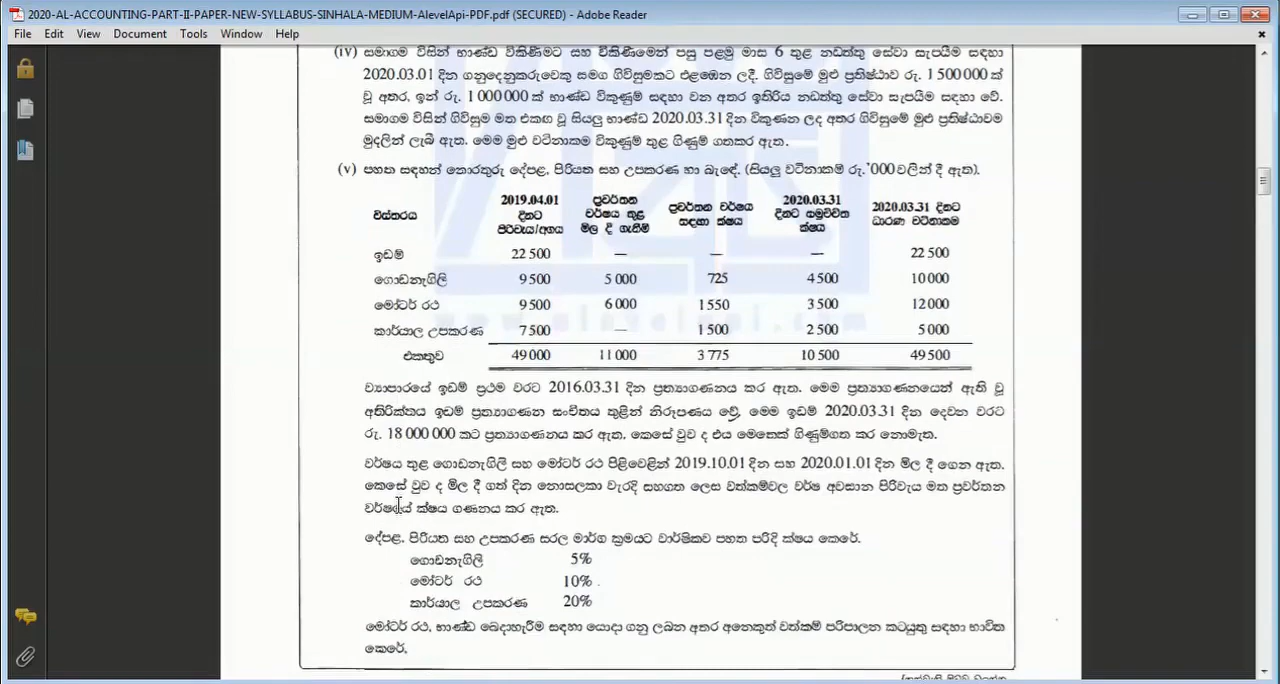 2020-AL-ACCOUNTING-PART-II-PAPER-NEW-SYLLABUS-SINHALA-MEDIUM-AlevelApi-PDF.pdf (SECURED) - Adobe Reader
File Edit View Document Tools Window Help
(iv) සමාගම විසින් භාණ්ඩ විකිණීමට සහ විකිණීමෙන් පසු පළමු මාස 6 තුළ නඩත්තු සේවා සැපයීම සඳහා
2020.03.01 දින ගනුදෙනුකරුවෙකු සමග ගිවිසුමකට එළඹෙන ලදී. ගිවිසුමේ මුළු ප්‍රතිෂ්ඨාව රු. 1 500 000 ක්
වූ අතර, ඉන් රු. 1 000 000 ක් භාණ්ඩ විකුණුම් සඳහා වන අතර ඉතිරිය නඩත්තු සේවා සැපයීම සඳහා වේ.
සමාගම විසින් ගිවිසුම මත එකඟ වූ සියලු භාණ්ඩ 2020.03.31 දින විකුණන ලද අතර ගිවිසුමේ මුළු ප්‍රතිෂ්ඨාවම
මුදලින් ලැබී ඇත. මෙම මුළු වටිනාකම විකුණුම් තුළ ගිණුම් ගතකර ඇත.
(v) පහත සඳහන් තොරතුරු දේපළ, පිරියත සහ උපකරණ හා බැඳේ. (සියලු වටිනාකම් රු.'000 වලින් දී ඇත).
විස්තරය 2019.04.01 දිනට පිරිවැය/අගය ප්‍රවර්තන වර්ෂය තුළ මිල දී ගැනීම් ප්‍රවර්තන වර්ෂය සඳහා ක්ෂය 2020.03.31 දිනට සමුච්චිත ක්ෂය 2020.03.31 දිනට ධාරණ වටිනාකම
ඉඩම් 22 500 — — — 22 500
ගොඩනැගිලි 9 500 5 000 725 4 500 10 000
මෝටර් රථ 9 500 6 000 1 550 3 500 12 000
කාර්යාල උපකරණ 7 500 — 1 500 2 500 5 000
එකතුව 49 000 11 000 3 775 10 500 49 500
ව්‍යාපාරයේ ඉඩම් ප්‍රථම වරට 2016.03.31 දින ප්‍රත්‍යාගණනය කර ඇත. මෙම ප්‍රත්‍යාගණනයෙන් ඇති වූ
අතිරික්තය ඉඩම් ප්‍රත්‍යාගණන සංචිතය තුළින් නිරූපණය වේ. මෙම ඉඩම් 2020.03.31 දින දෙවන වරට
රු. 18 000 000 කට ප්‍රත්‍යාගණනය කර ඇත, කෙසේ වුව ද එය මෙතෙක් ගිණුම්ගත කර නොමැත.
වර්ෂය තුළ ගොඩනැගිලි සහ මෝටර් රථ පිළිවෙළින් 2019.10.01 දින සහ 2020.01.01 දින මිල දී ගෙන ඇත.
කෙසේ වුව ද මිල දී ගත් දින නොසලකා වැරදි සහගත ලෙස වත්කම්වල වර්ෂ අවසාන පිරිවැය මත ප්‍රවර්තන
වර්ෂයේ ක්ෂය ගණනය කර ඇත.
දේපළ, පිරියත සහ උපකරණ සරල මාර්ග ක්‍රමයට වාර්ෂිකව පහත පරිදි ක්ෂය කෙරේ.
ගොඩනැගිලි 5%
මෝටර් රථ 10%
කාර්යාල උපකරණ 20%
මෝටර් රථ, භාණ්ඩ බෙදාහැරීම සඳහා යොදා ගනු ලබන අතර අනෙකුත් වත්කම් පරිපාලන කටයුතු සඳහා භාවිත
කෙරේ.